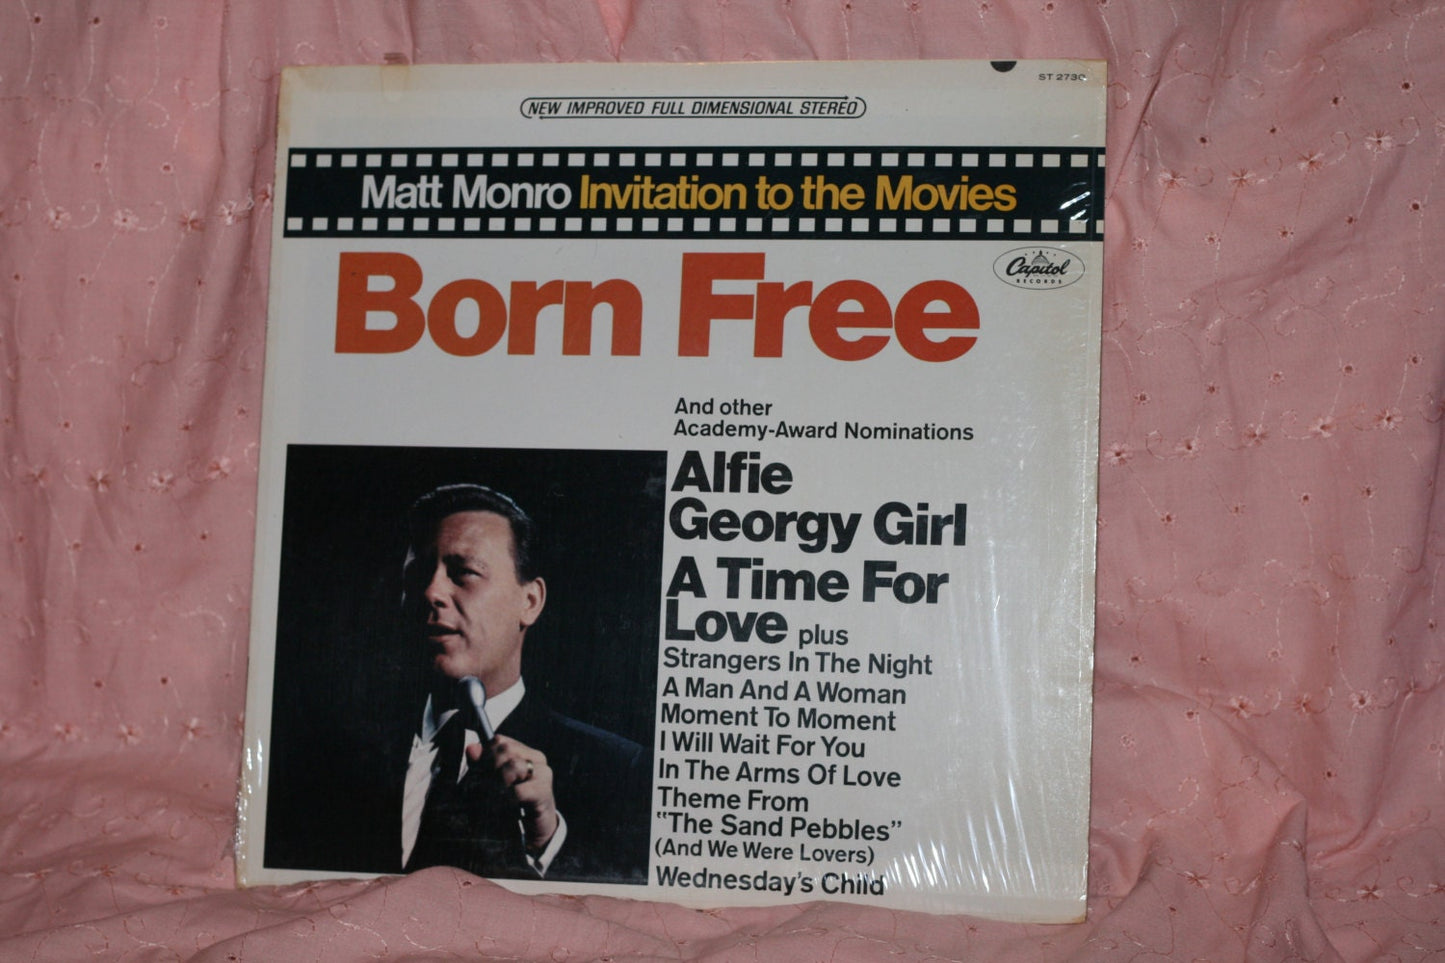 ST 2730
NEW IMPROVED FULL DIMENSIONAL STEREO
Matt Monro Invitation to the Movies
Born Free
Capitol
RECORDS
And other
Academy-Award Nominations
Alfie
Georgy Girl
A Time For
Love plus
Strangers In The Night
A Man And A Woman
Moment To Moment
I Will Wait For You
In The Arms Of Love
Theme From
"The Sand Pebbles"
(And We Were Lovers)
Wednesday's Child